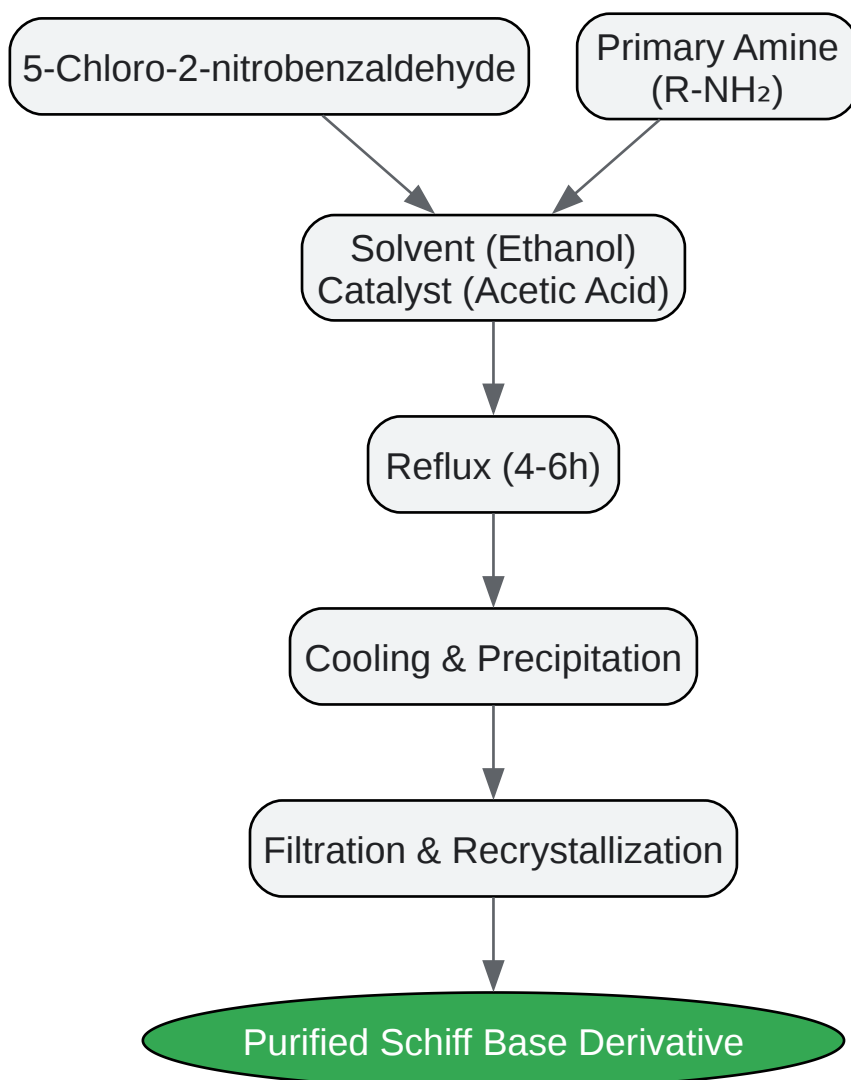 5-Chloro-2-nitrobenzaldehyde
Primary Amine
(R-NH₂)
Solvent (Ethanol)
Catalyst (Acetic Acid)
Reflux (4-6h)
Cooling & Precipitation
Filtration & Recrystallization
Purified Schiff Base Derivative